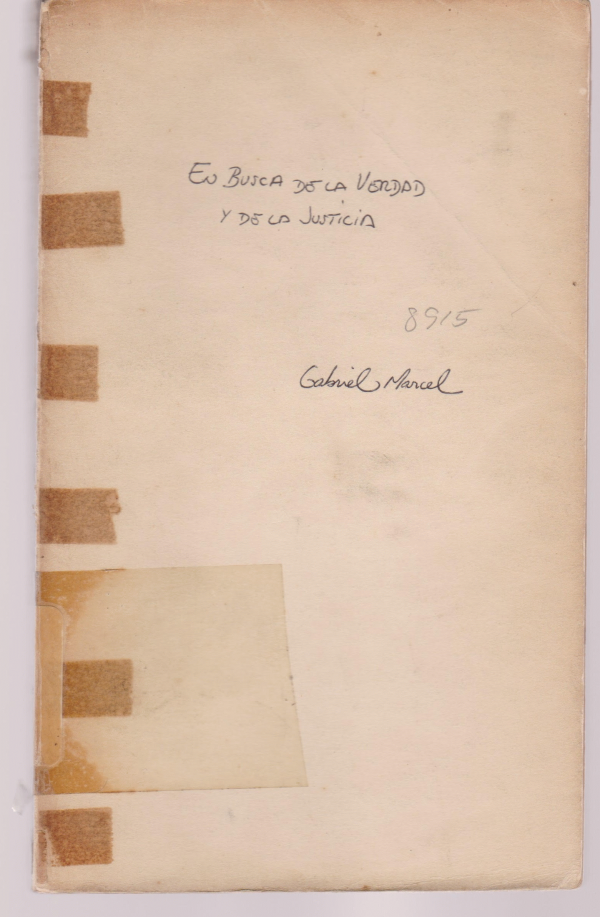 EN BUSCA DE LA VERDAD
Y DE LA JUSTICIA
8915
Gabriel Marcel